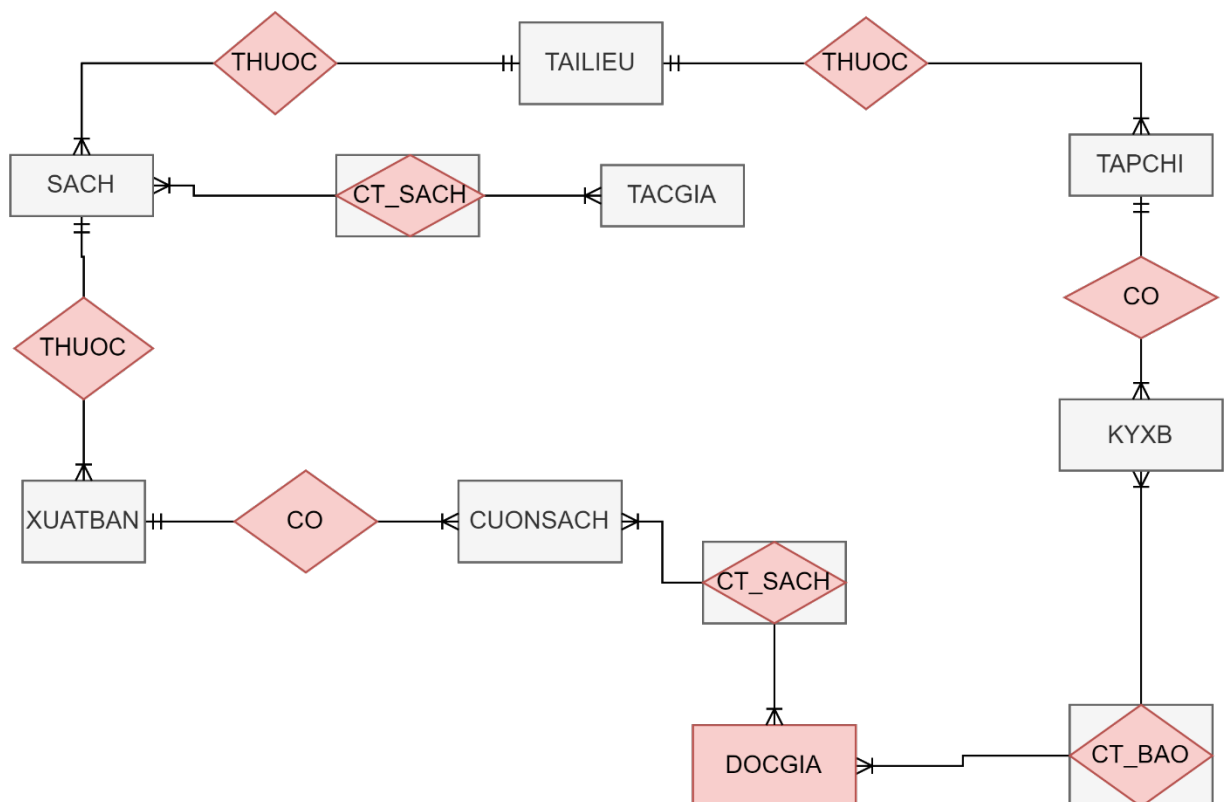 THUOC
TAILIEU
THUOC
SACH
CT_SACH
TACGIA
TAPCHI
CO
THUOC
KYXB
XUATBAN
CO
CUONSACH
CT_SACH
DOCGIA
CT_BAO